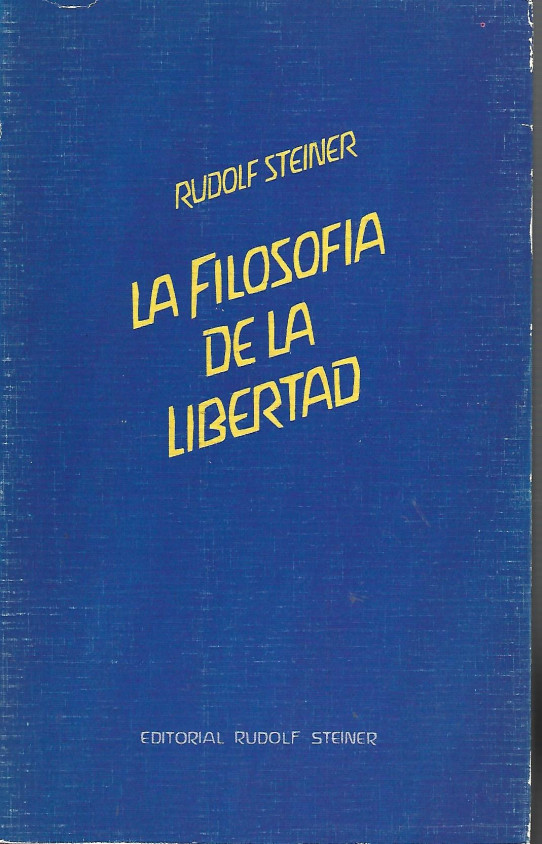 RUDOLF STEINER
LA FILOSOFIA
DE LA
LIBERTAD
EDITORIAL RUDOLF STEINER